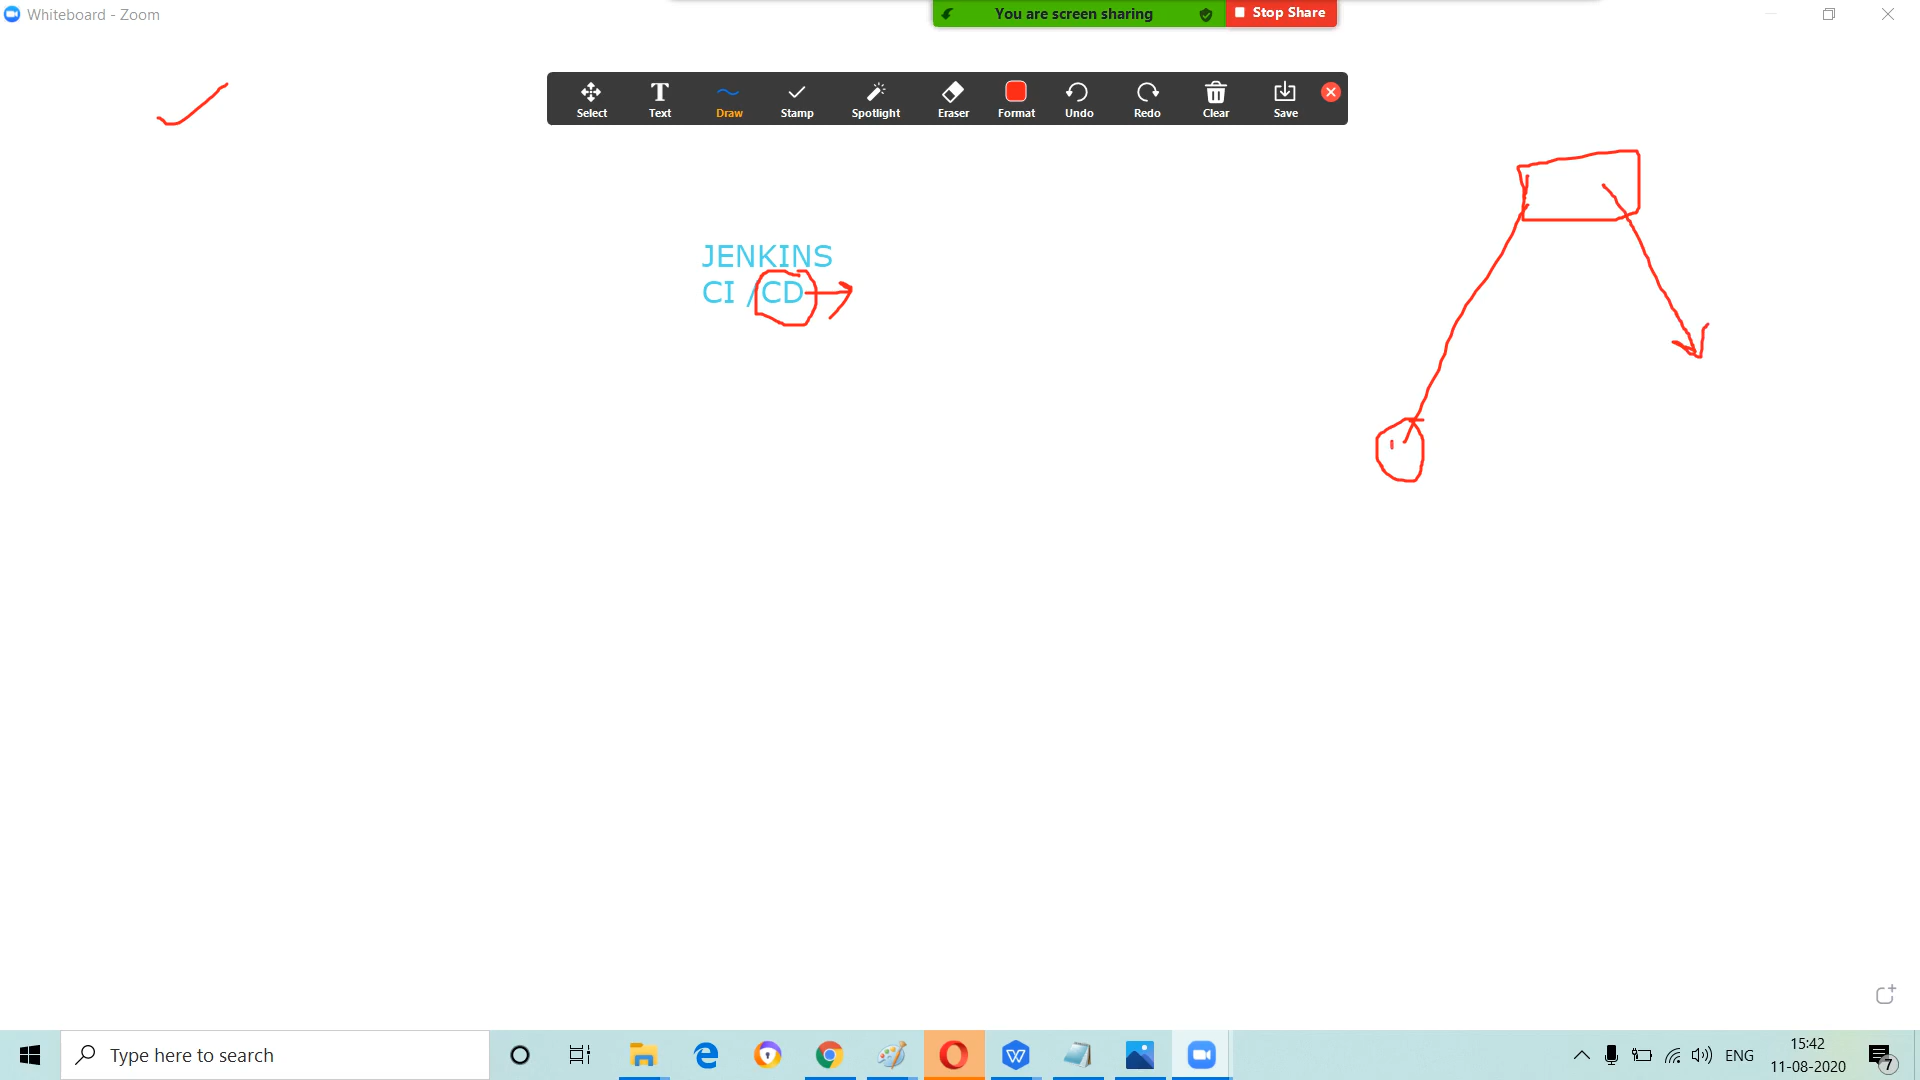 Whiteboard - Zoom
You are screen sharing
Stop Share
Select Text Draw Stamp Spotlight Eraser Format Undo Redo Clear Save
JENKINS
CI /CD
Type here to search
ENG
15:42
11-08-2020
7